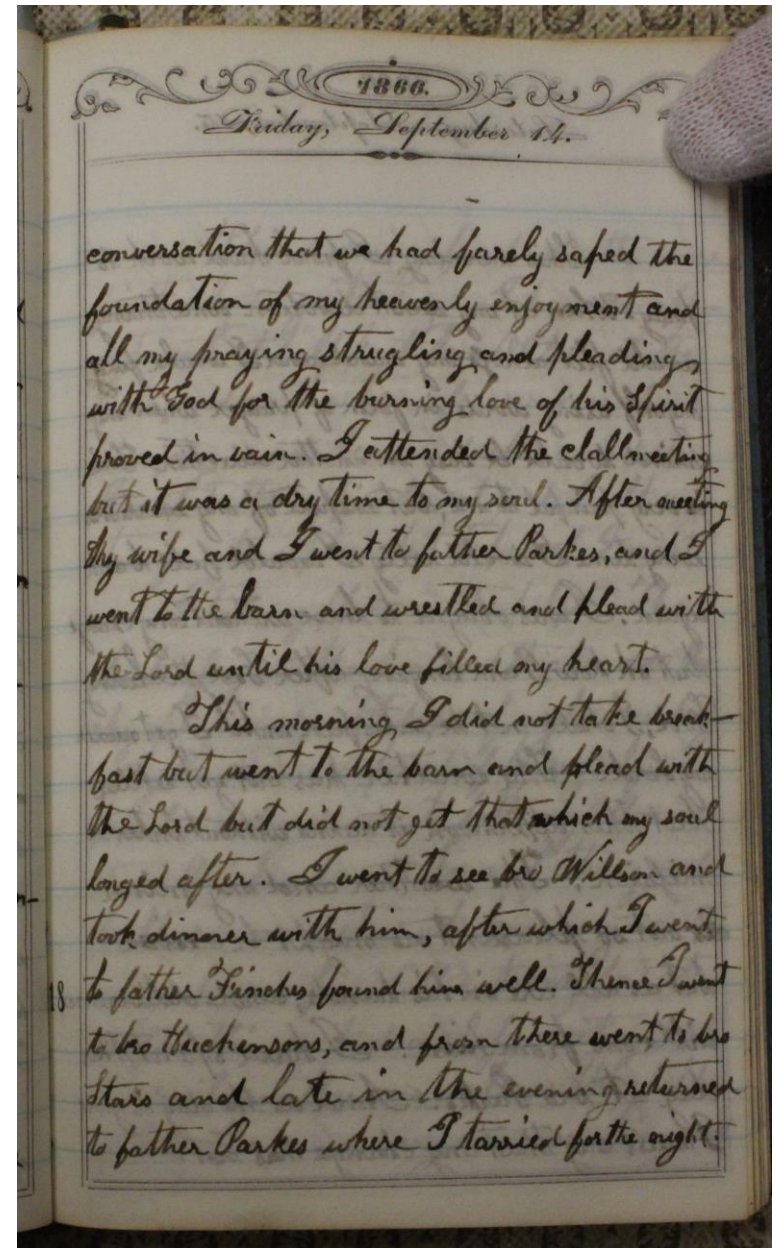 1866.
Friday, September 14.
conversation that we had farely saped the
foundation of my heavenly enjoyment and
all my praying strugling and pleading
with God for the burning love of his Spirit
proved in vain. I attended the classmeeting
but it was a dry time to my soul. After meeting
My wife and I went to father Parkes, and I
went to the barn and wrestled and plead with
the Lord until his love filled my heart.
This morning I did not take break-
fast but went to the barn and plead with
the Lord but did not get that which my soul
longed after. I went to see bro Willson and
took dinner with him, after which I went
18
to father Finches found him well. Thence I went
to bro Huchensons, and from there went to bro
Stars and late in the evening returned
to father Parkes where I tarried for the night.